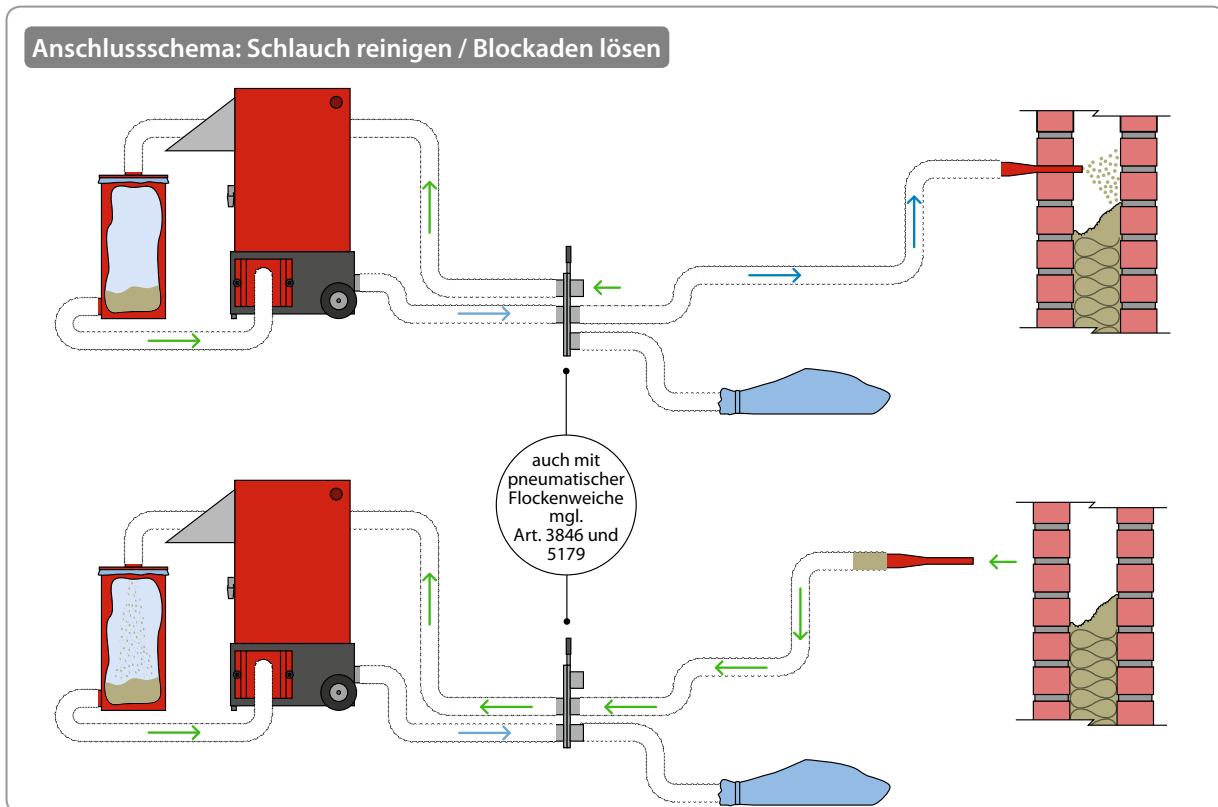 Anschlussschema: Schlauch reinigen / Blockaden lösen
auch mit
pneumatischer
Flockenweiche
mgl.
Art. 3846 und
5179